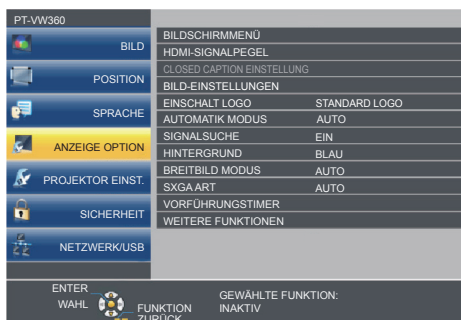 PT-VW360
BILD
POSITION
SPRACHE
ANZEIGE OPTION
PROJEKTOR EINST.
SICHERHEIT
NETZWERK/USB
BILDSCHIRMMENÜ
HDMI-SIGNALPEGEL
CLOSED CAPTION EINSTELLUNG
BILD-EINSTELLUNGEN
EINSCHALT LOGO STANDARD LOGO
AUTOMATIK MODUS AUTO
SIGNALSUCHE EIN
HINTERGRUND BLAU
BREITBILD MODUS AUTO
SXGA ART AUTO
VORFÜHRUNGSTIMER
WEITERE FUNKTIONEN
ENTER
WAHL
FUNKTION
ZURÜCK
GEWÄHLTE FUNKTION:
INAKTIV